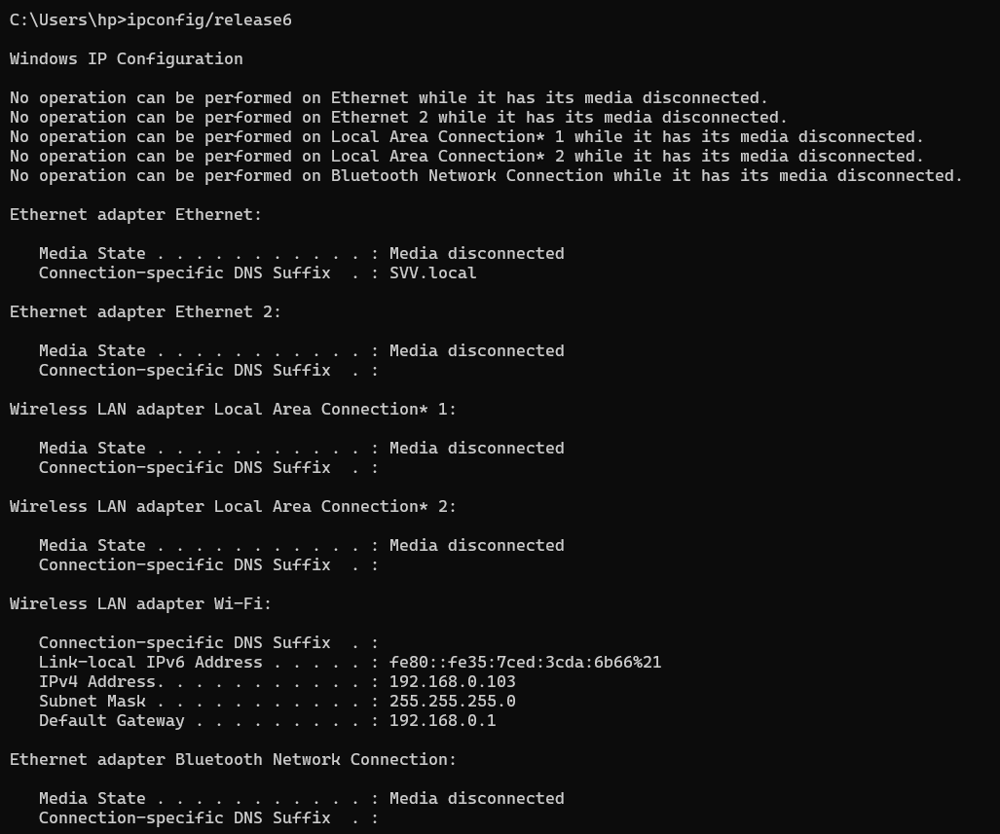 C:\Users\hp>ipconfig/release6
Windows IP Configuration
No operation can be performed on Ethernet while it has its media disconnected.
No operation can be performed on Ethernet 2 while it has its media disconnected.
No operation can be performed on Local Area Connection* 1 while it has its media disconnected.
No operation can be performed on Local Area Connection* 2 while it has its media disconnected.
No operation can be performed on Bluetooth Network Connection while it has its media disconnected.
Ethernet adapter Ethernet:
   Media State . . . . . . . . . . . : Media disconnected
   Connection-specific DNS Suffix  . : SVV.local
Ethernet adapter Ethernet 2:
   Media State . . . . . . . . . . . : Media disconnected
   Connection-specific DNS Suffix  . :
Wireless LAN adapter Local Area Connection* 1:
   Media State . . . . . . . . . . . : Media disconnected
   Connection-specific DNS Suffix  . :
Wireless LAN adapter Local Area Connection* 2:
   Media State . . . . . . . . . . . : Media disconnected
   Connection-specific DNS Suffix  . :
Wireless LAN adapter Wi-Fi:
   Connection-specific DNS Suffix  . :
   Link-local IPv6 Address . . . . . : fe80::fe35:7ced:3cda:6b66%21
   IPv4 Address. . . . . . . . . . . : 192.168.0.103
   Subnet Mask . . . . . . . . . . . : 255.255.255.0
   Default Gateway . . . . . . . . . : 192.168.0.1
Ethernet adapter Bluetooth Network Connection:
   Media State . . . . . . . . . . . : Media disconnected
   Connection-specific DNS Suffix  . :